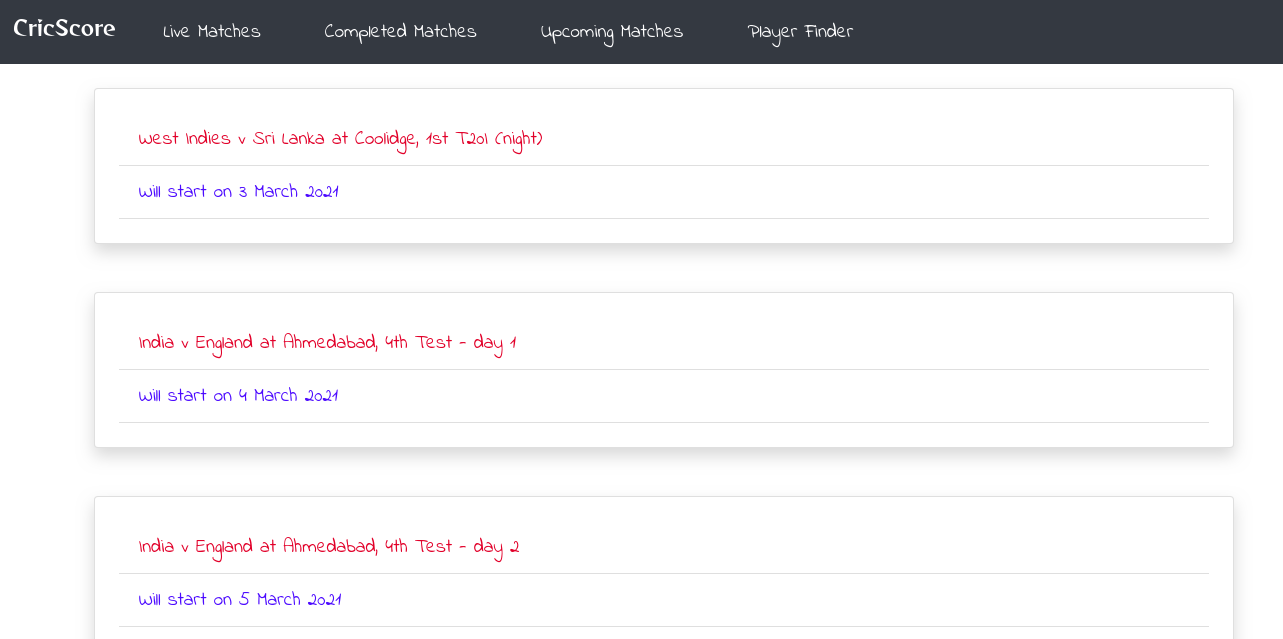 CricScore Live Matches Completed Matches Upcoming Matches Player Finder
West Indies v Sri Lanka at Coolidge, 1st T20I (night)
Will start on 3 March 2021
India v England at Ahmedabad, 4th Test - day 1
Will start on 4 March 2021
India v England at Ahmedabad, 4th Test - day 2
Will start on 5 March 2021